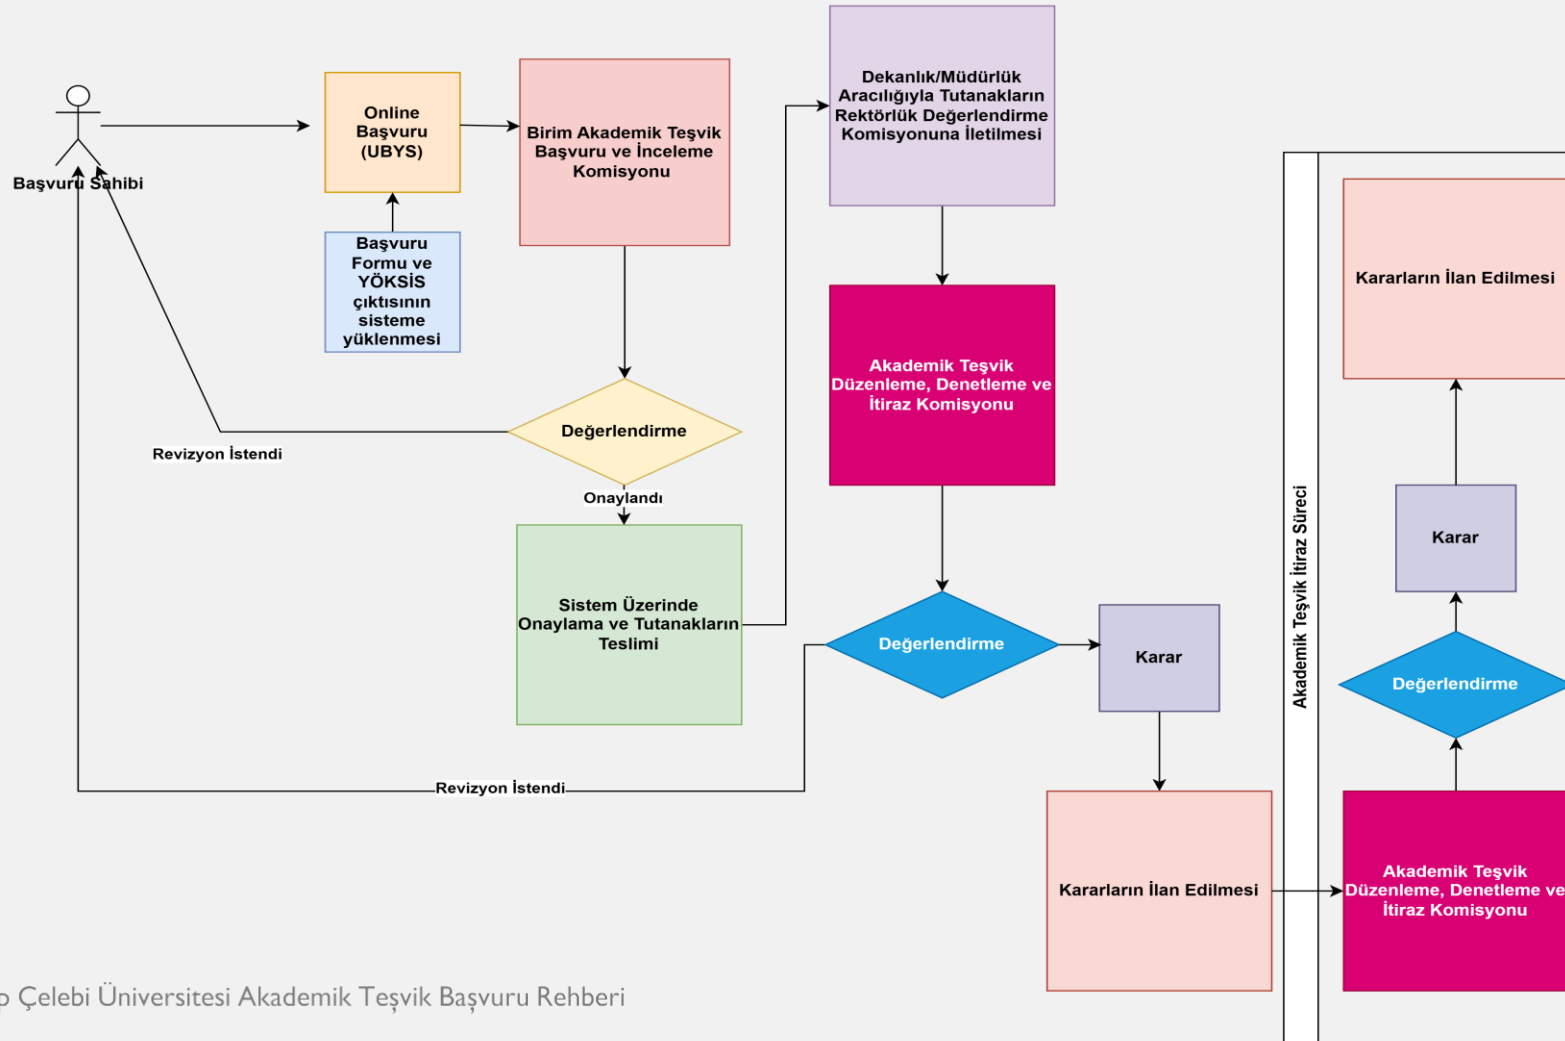 Başvuru Sahibi
Online
Başvuru
(UBYS)
Başvuru
Formu ve
YÖKSİS
çıktısının
sisteme
yüklenmesi
Birim Akademik Teşvik
Başvuru ve İnceleme
Komisyonu
Değerlendirme
Revizyon İstendi
Onaylandı
Sistem Üzerinde
Onaylama ve Tutanakların
Teslimi
Dekanlık/Müdürlük
Aracılığıyla Tutanakların
Rektörlük Değerlendirme
Komisyonuna İletilmesi
Akademik Teşvik
Düzenleme, Denetleme ve
İtiraz Komisyonu
Değerlendirme
Revizyon İstendi
Karar
Kararların İlan Edilmesi
Akademik Teşvik İtiraz Süreci
Akademik Teşvik
Düzenleme, Denetleme ve
İtiraz Komisyonu
Değerlendirme
Karar
Kararların İlan Edilmesi
p Çelebi Üniversitesi Akademik Teşvik Başvuru Rehberi